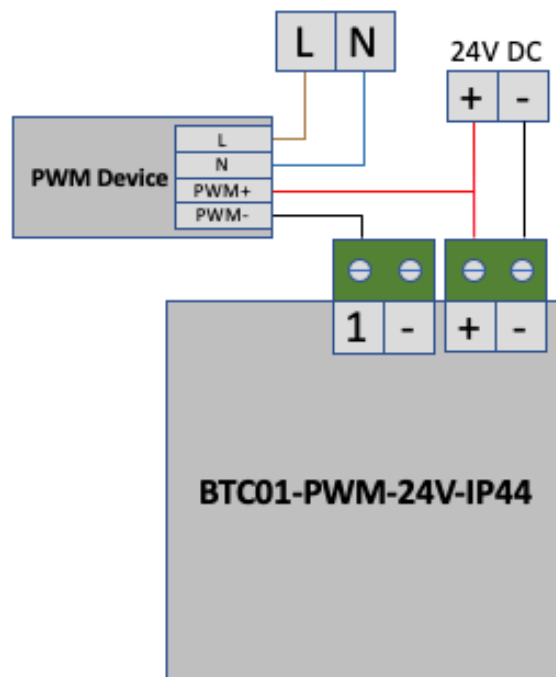 L N
24V DC
+ -
PWM Device
L
N
PWM+
PWM-
1 - + -
BTC01-PWM-24V-IP44